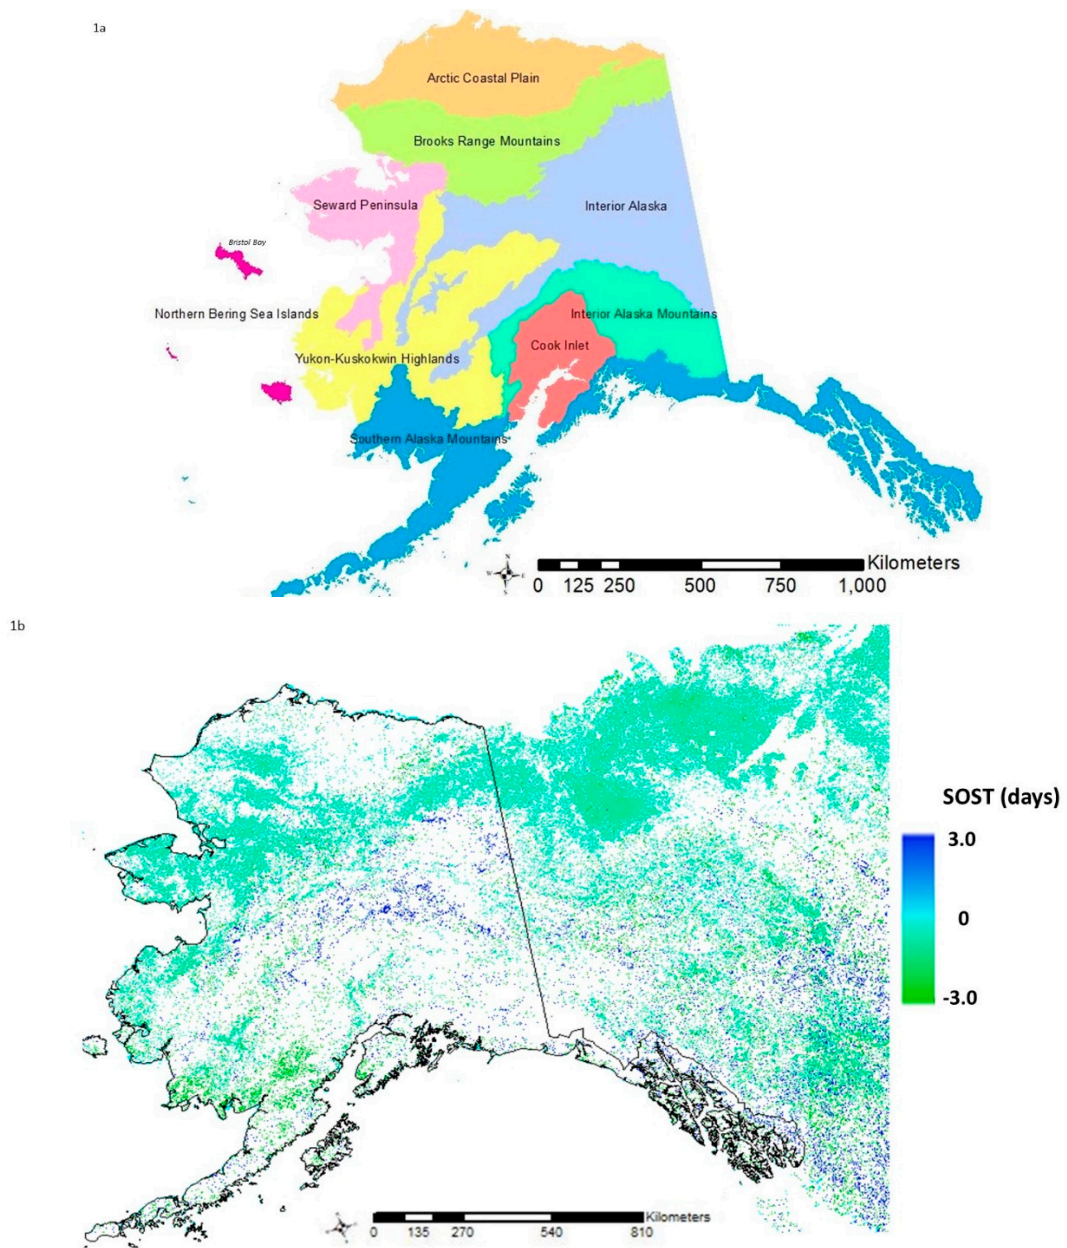 1a
Arctic Coastal Plain
Brooks Range Mountains
Seward Peninsula
Interior Alaska
Bristol Bay
Northern Bering Sea Islands
Interior Alaska Mountains
Cook Inlet
Yukon-Kuskokwin Highlands
Southern Alaska Mountains
N
W E
S
Kilometers
0 125 250 500 750 1,000
1b
SOST (days)
3.0
0
-3.0
Kilometers
0 135 270 540 810